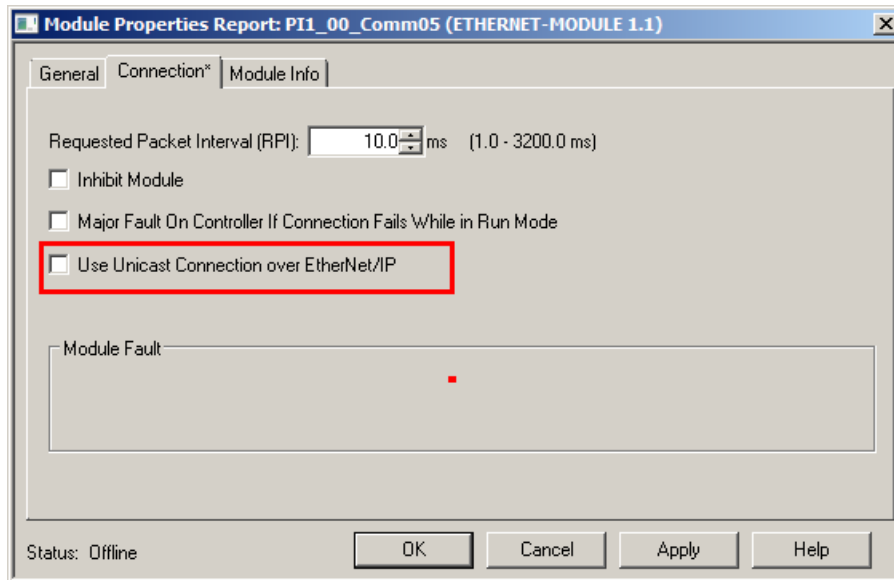 Module Properties Report: PI1_00_Comm05 (ETHERNET-MODULE 1.1)
General Connection* Module Info
Requested Packet Interval (RPI): 10.0 ms (1.0 - 3200.0 ms)
Inhibit Module
Major Fault On Controller If Connection Fails While in Run Mode
Use Unicast Connection over EtherNet/IP
Module Fault
Status: Offline OK Cancel Apply Help